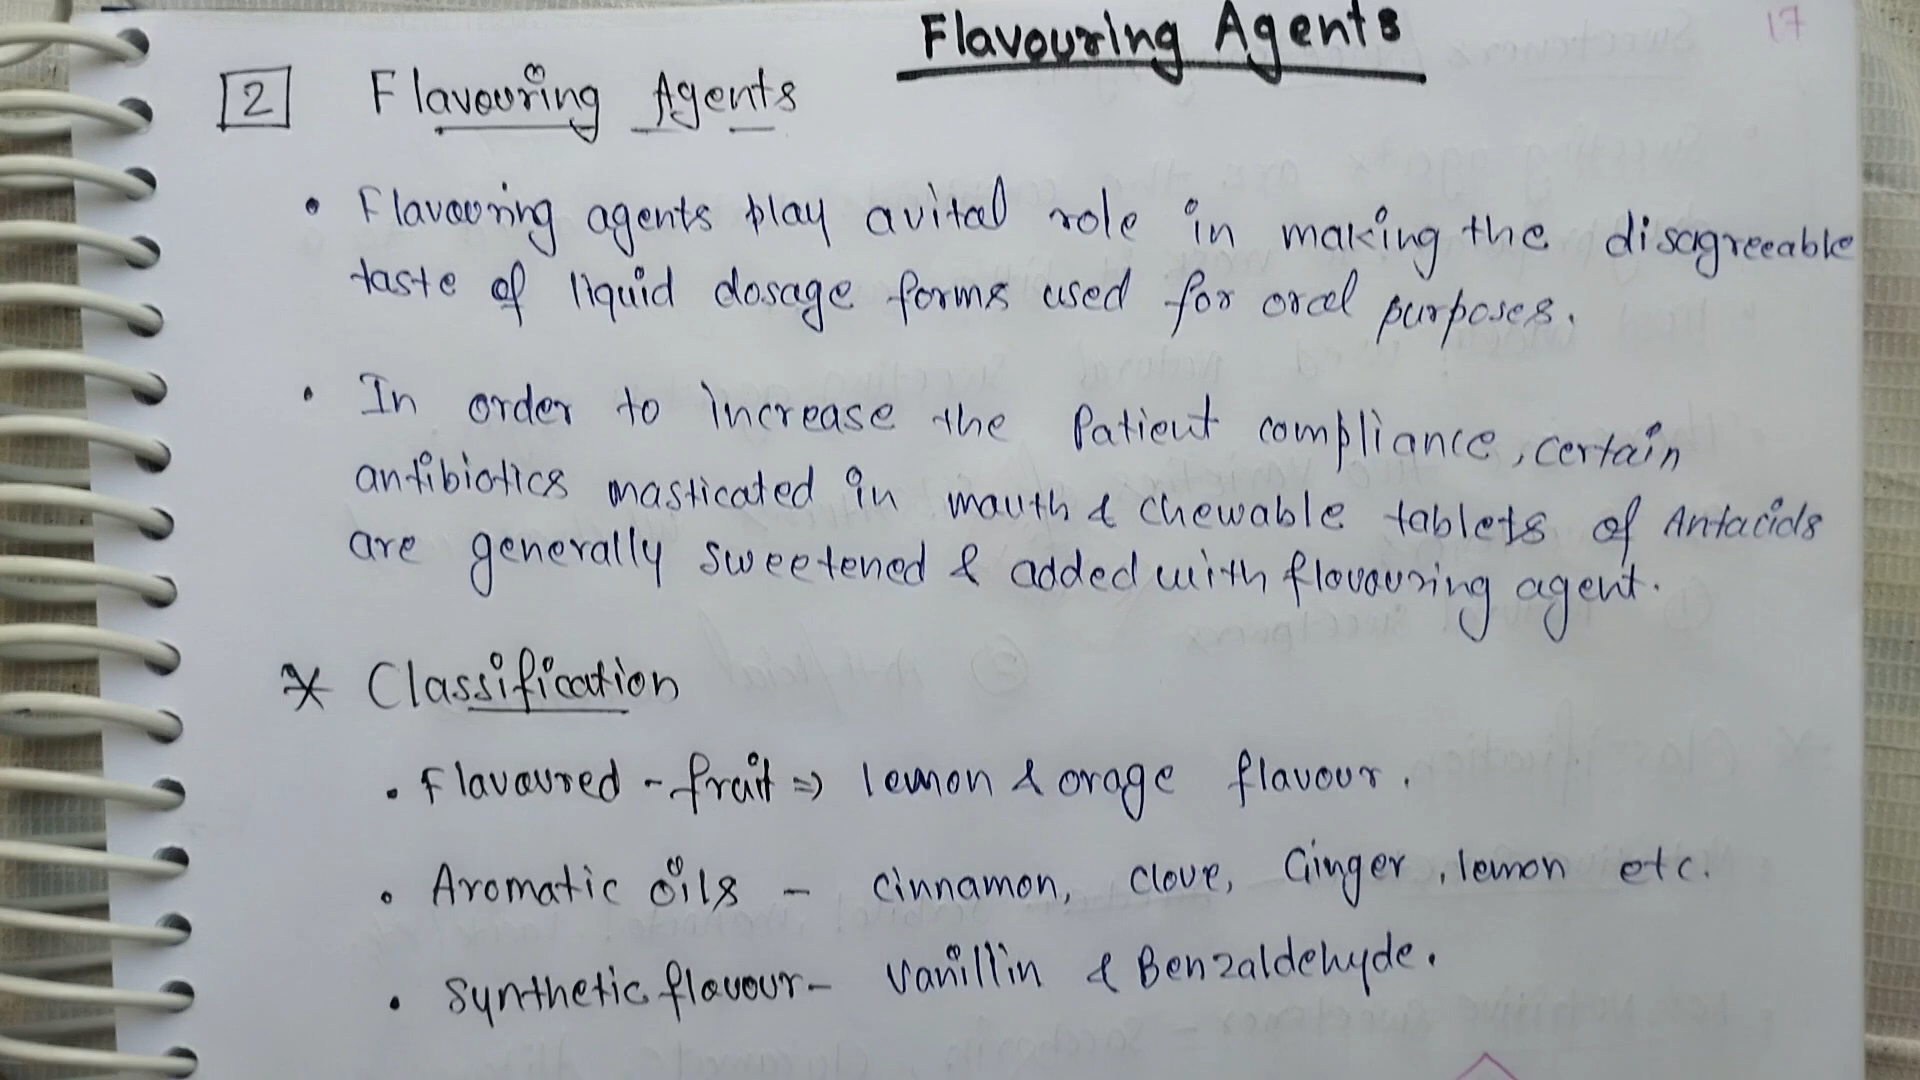 Flavouring Agents
17
2 Flavouring Agents
• Flavouring agents play a vital role in making the disagreeable
taste of liquid dosage forms used for oral purposes.
• In order to increase the Patient compliance, certain
antibiotics masticated in mauth & chewable tablets of Antacids
are generally sweetened & added with flavouring agent.
* Classification
• Flavoured - fruit => lemon & orage flavour.
• Aromatic oils - cinnamon, clove, Ginger, lemon etc.
• Synthetic flavour - Vanillin & Benzaldehyde.